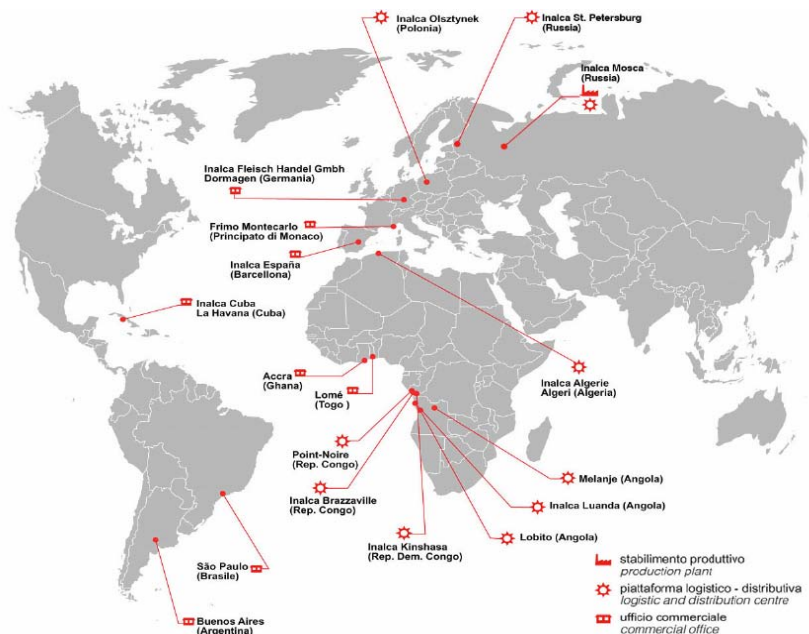 Inalca Olsztynek
(Polonia)
Inalca St. Petersburg
(Russia)
Inalca Mosca
(Russia)
Inalca Fleisch Handel Gmbh
Dormagen (Germania)
Frimo Montecarlo
(Principato di Monaco)
Inalca España
(Barcellona)
Inalca Cuba
La Havana (Cuba)
Accra
(Ghana)
Lomé
(Togo )
Inalca Algerie
Algeri (Algeria)
Point-Noire
(Rep. Congo)
Inalca Brazzaville
(Rep. Congo)
Melanje (Angola)
Inalca Luanda (Angola)
Lobito (Angola)
Inalca Kinshasa
(Rep. Dem. Congo)
São Paulo
(Brasile)
Buenos Aires
(Argentina)
stabilimento produttivo
production plant
piattaforma logistico - distributiva
logistic and distribution centre
ufficio commerciale
commercial office